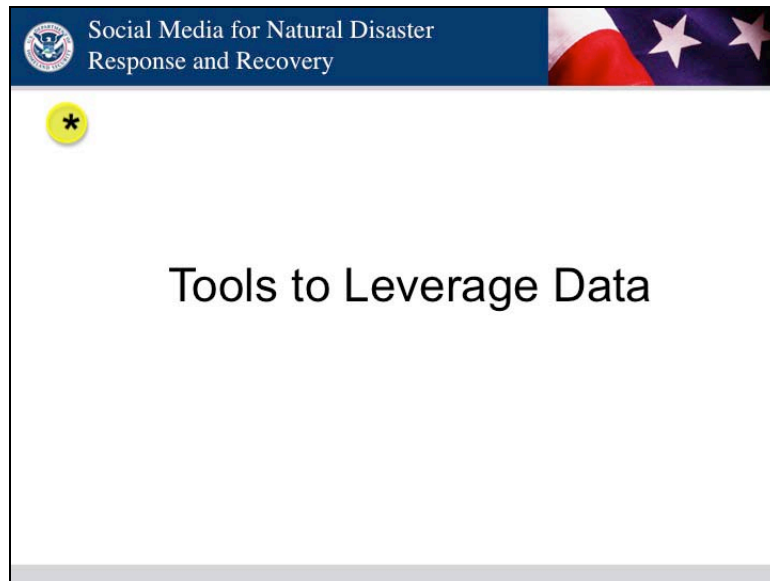 Social Media for Natural Disaster
Response and Recovery
*
Tools to Leverage Data